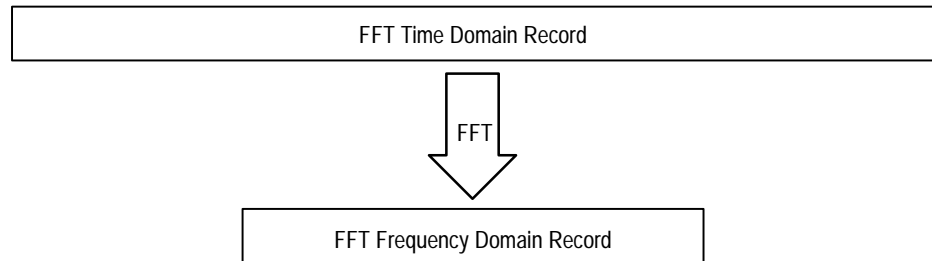 FFT Time Domain Record
FFT
FFT Frequency Domain Record